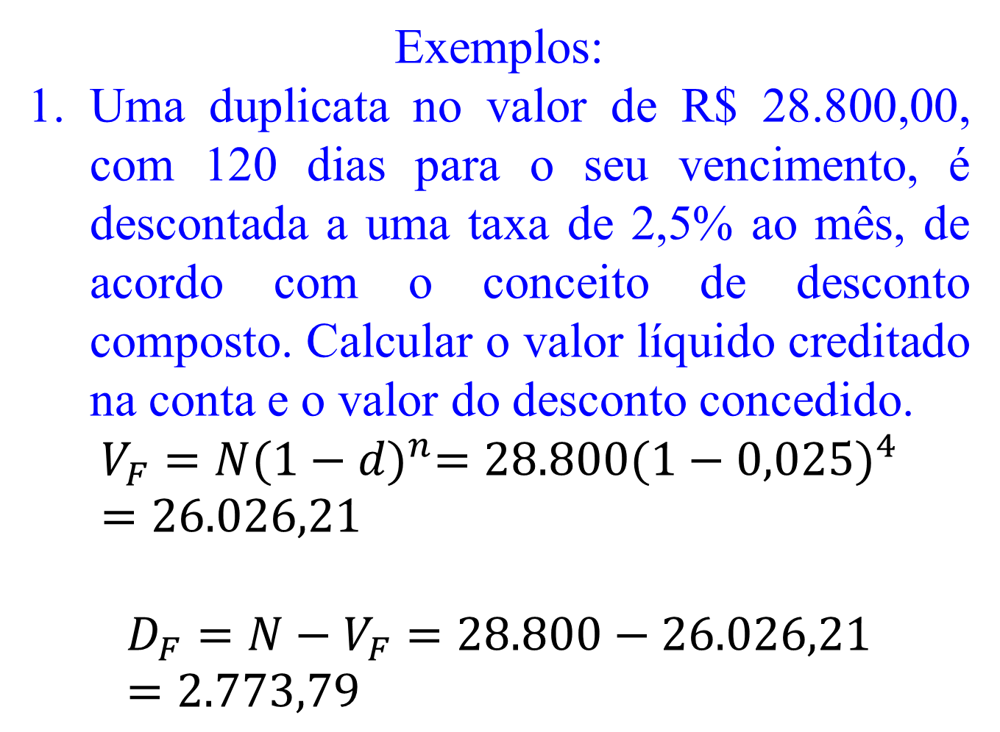 Exemplos:
1. Uma duplicata no valor de R$ 28.800,00,
com 120 dias para o seu vencimento, é
descontada a uma taxa de 2,5% ao mês, de
acordo com o conceito de desconto
composto. Calcular o valor líquido creditado
na conta e o valor do desconto concedido.
𝑉_𝐹 = 𝑁(1 − 𝑑)^𝑛 = 28.800(1 − 0,025)^4
= 26.026,21
𝐷_𝐹 = 𝑁 − 𝑉_𝐹 = 28.800 − 26.026,21
= 2.773,79